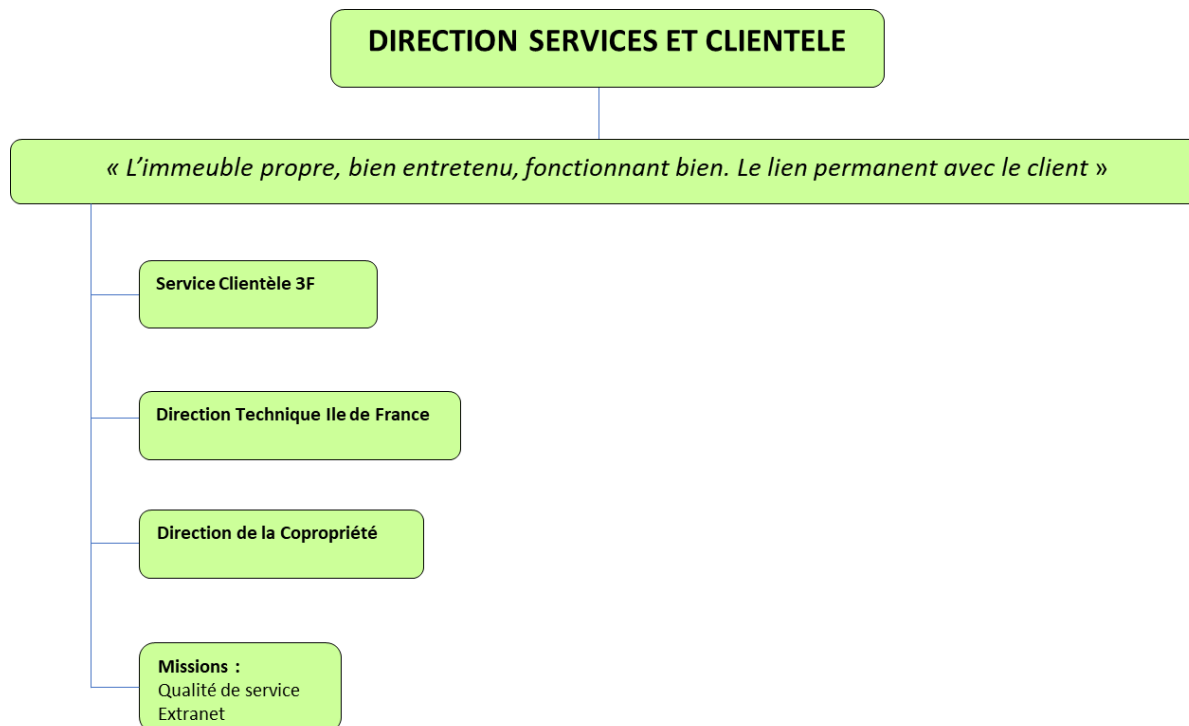 DIRECTION SERVICES ET CLIENTELE
« L’immeuble propre, bien entretenu, fonctionnant bien. Le lien permanent avec le client »
Service Clientèle 3F
Direction Technique Ile de France
Direction de la Copropriété
Missions :
Qualité de service
Extranet